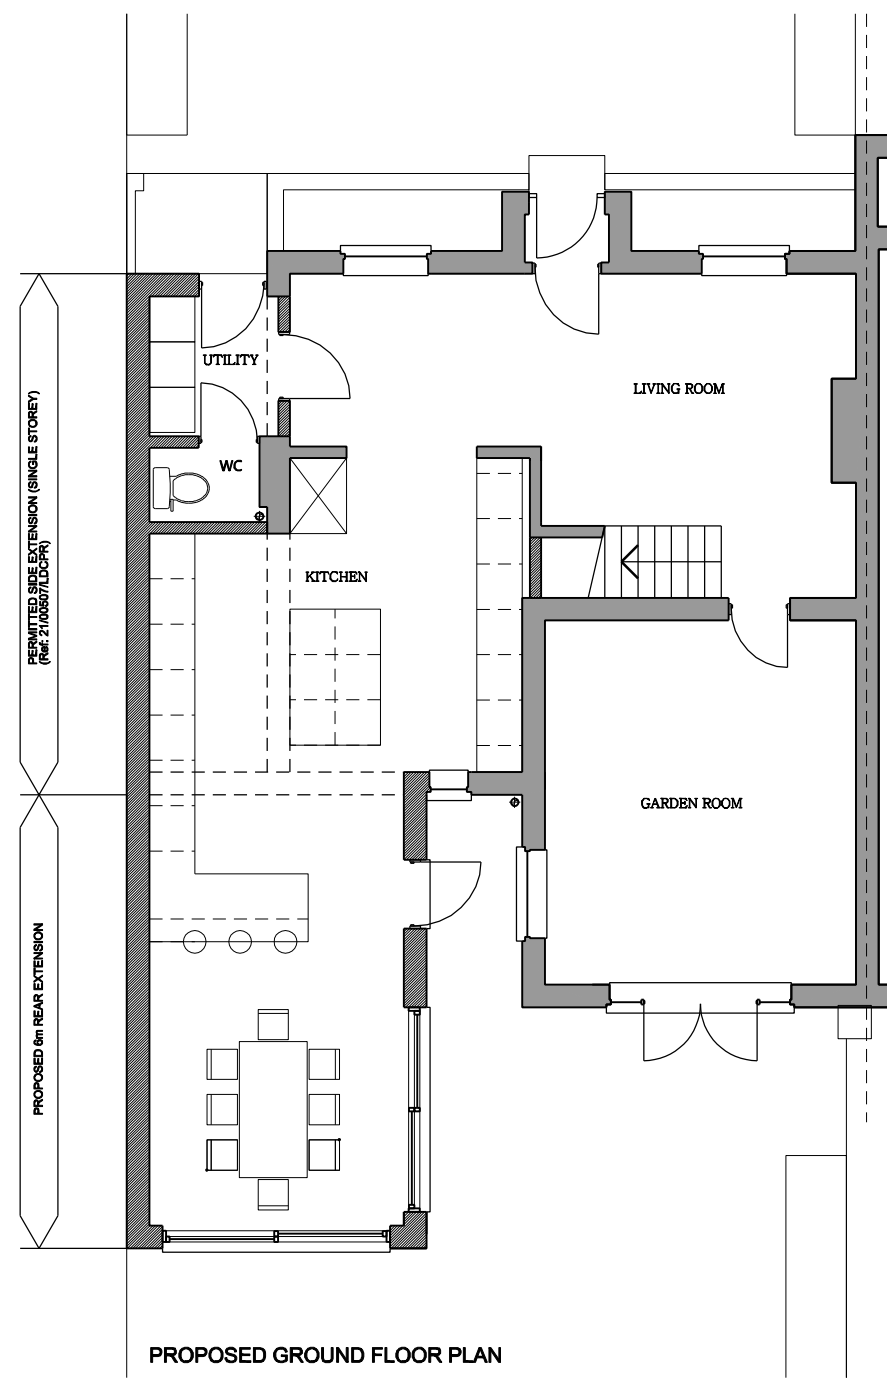 UTILITY
LIVING ROOM
WC
KITCHEN
PERMITTED SIDE EXTENSION (SINGLE STOREY)
(Ref: 21/00507/LDCPR)
GARDEN ROOM
PROPOSED 6m REAR EXTENSION
PROPOSED GROUND FLOOR PLAN